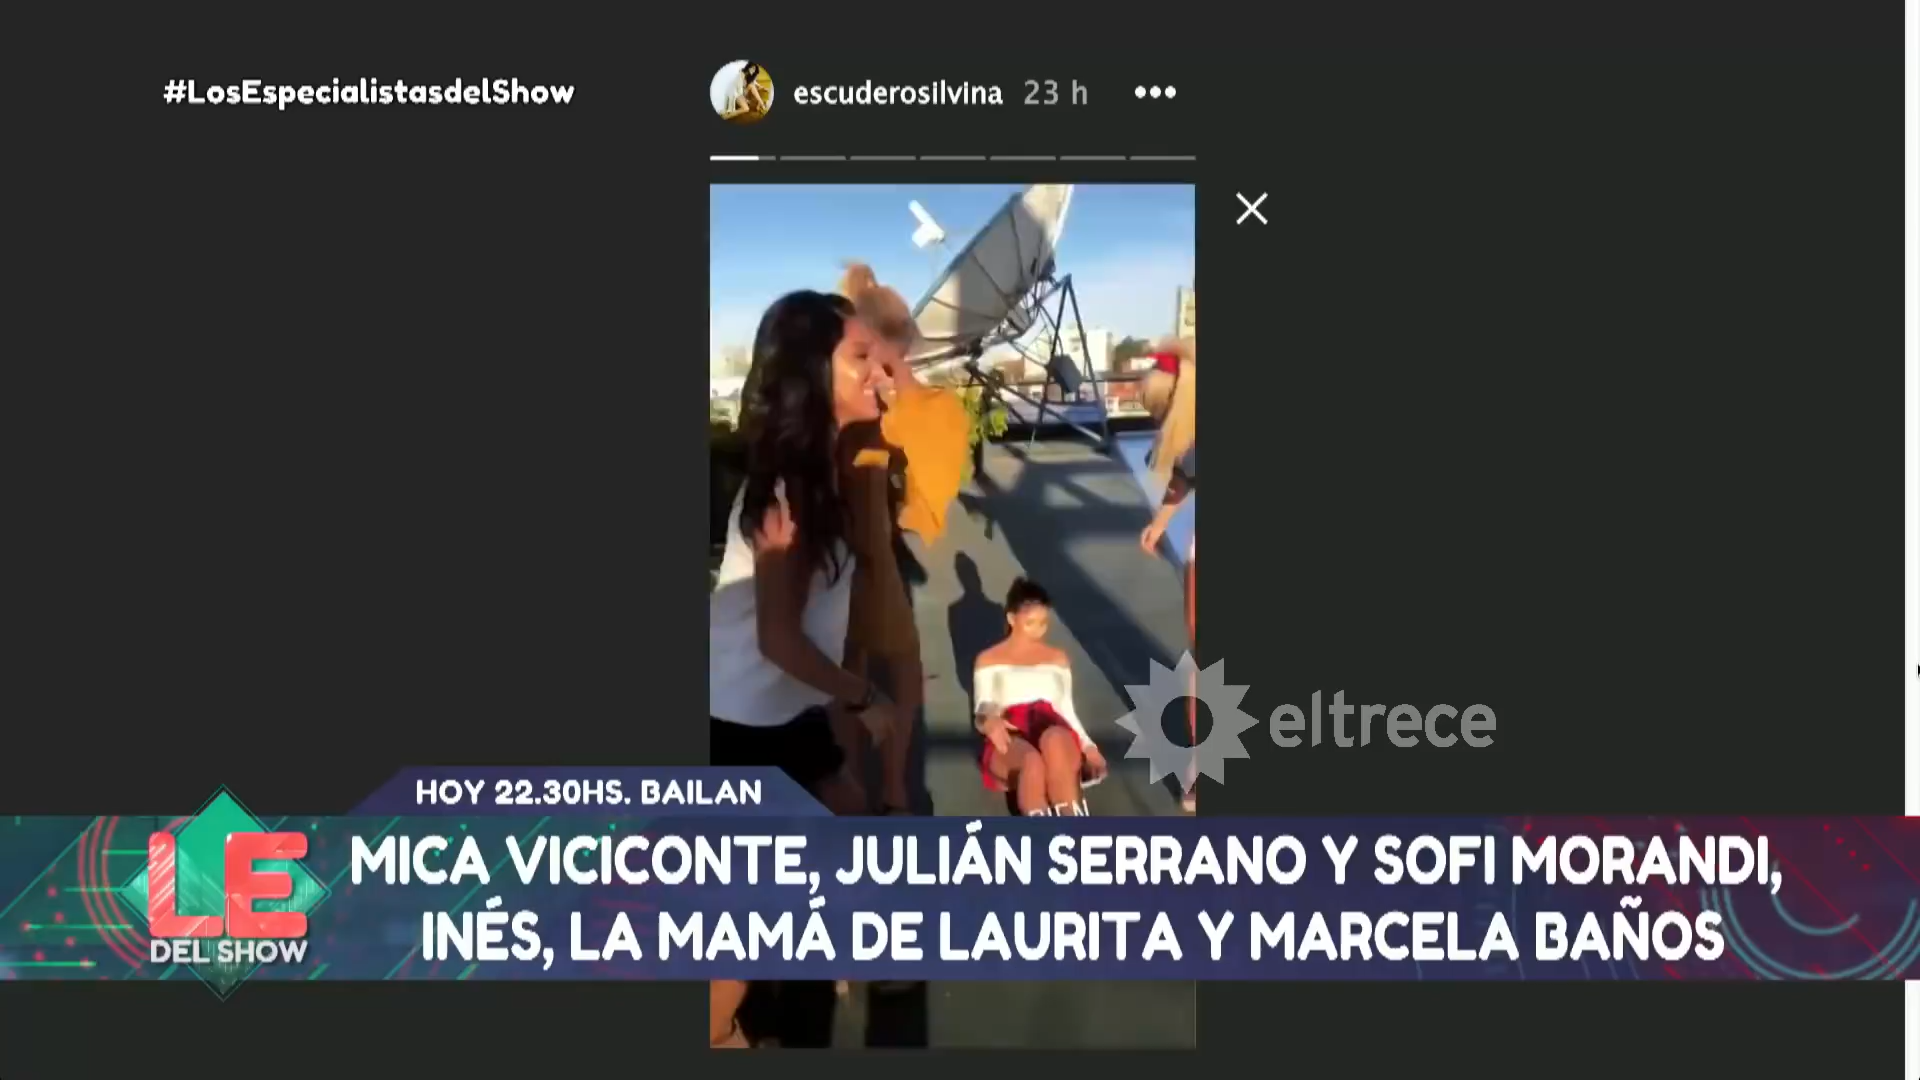 #LosEspecialistasdelShow
escuderosilvina 23 h
eltrece
BIEN
HOY 22.30HS. BAILAN
LE
DEL SHOW
MICA VICICONTE, JULIÁN SERRANO Y SOFI MORANDI,
INÉS, LA MAMÁ DE LAURITA Y MARCELA BAÑOS